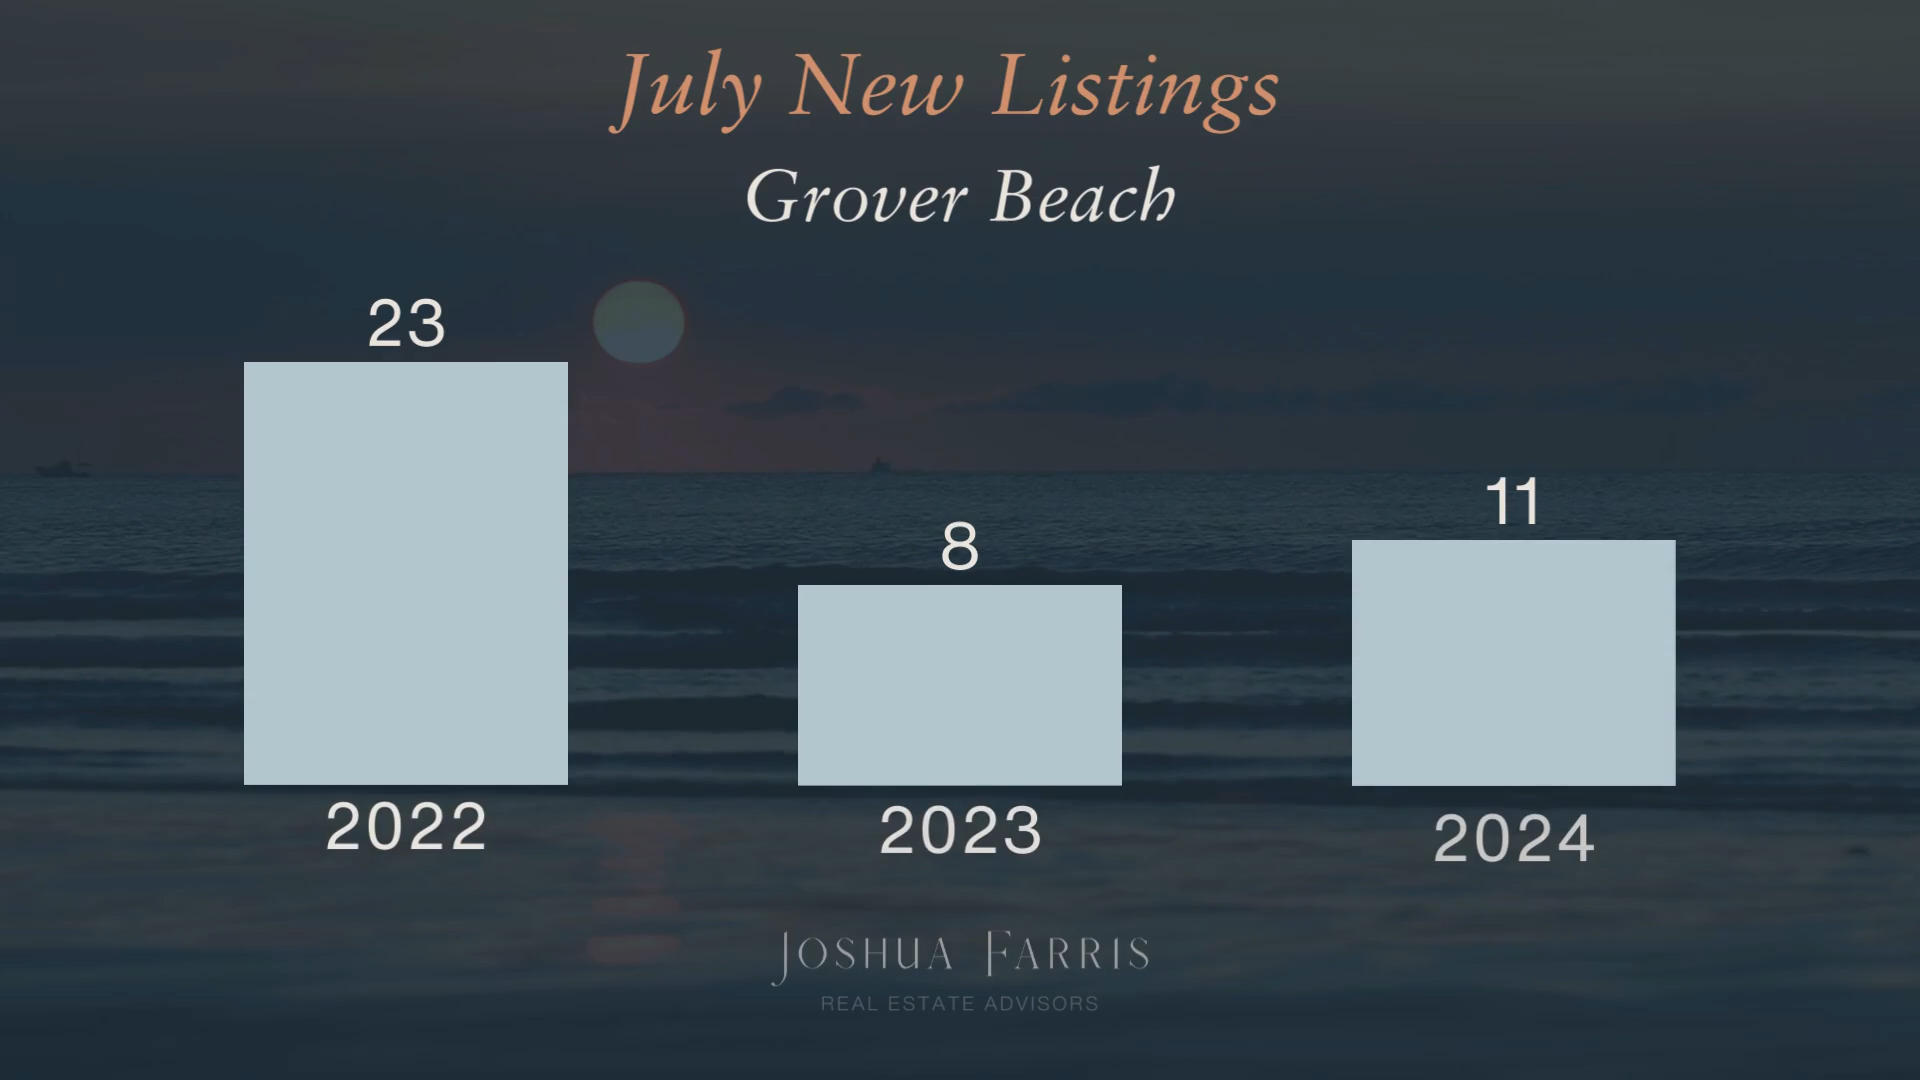 July New Listings
Grover Beach
23
8
11
2022
2023
2024
JOSHUA FARRIS
REAL ESTATE ADVISORS